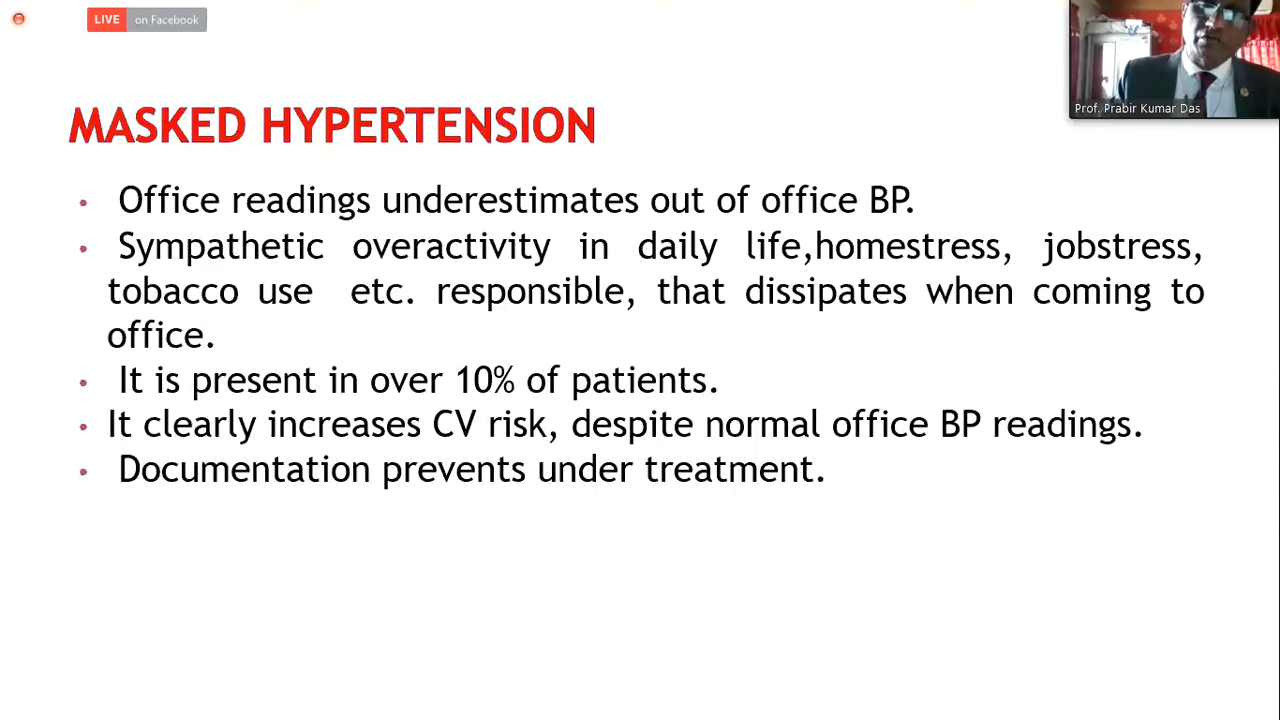 LIVE on Facebook
Prof. Prabir Kumar Das
MASKED HYPERTENSION
• Office readings underestimates out of office BP.
• Sympathetic overactivity in daily life,homestress, jobstress,
tobacco use etc. responsible, that dissipates when coming to
office.
• It is present in over 10% of patients.
• It clearly increases CV risk, despite normal office BP readings.
• Documentation prevents under treatment.